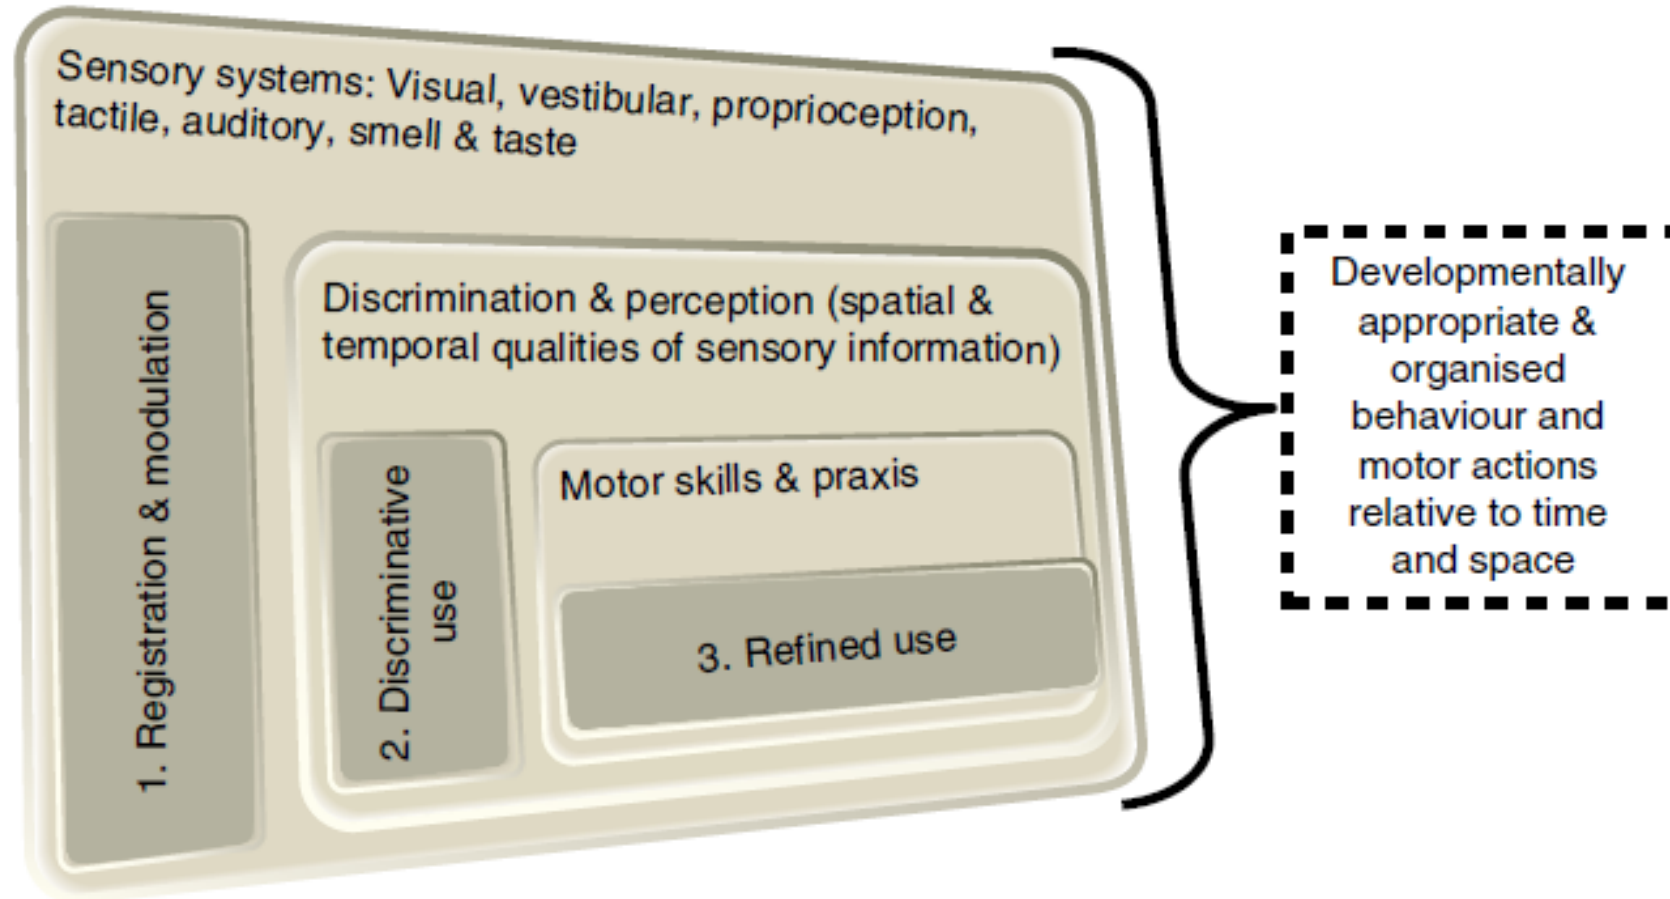 Sensory systems: Visual, vestibular, proprioception,
tactile, auditory, smell & taste
1. Registration & modulation
Discrimination & perception (spatial &
temporal qualities of sensory information)
2. Discriminative
use
Motor skills & praxis
3. Refined use
Developmentally
appropriate &
organised
behaviour and
motor actions
relative to time
and space